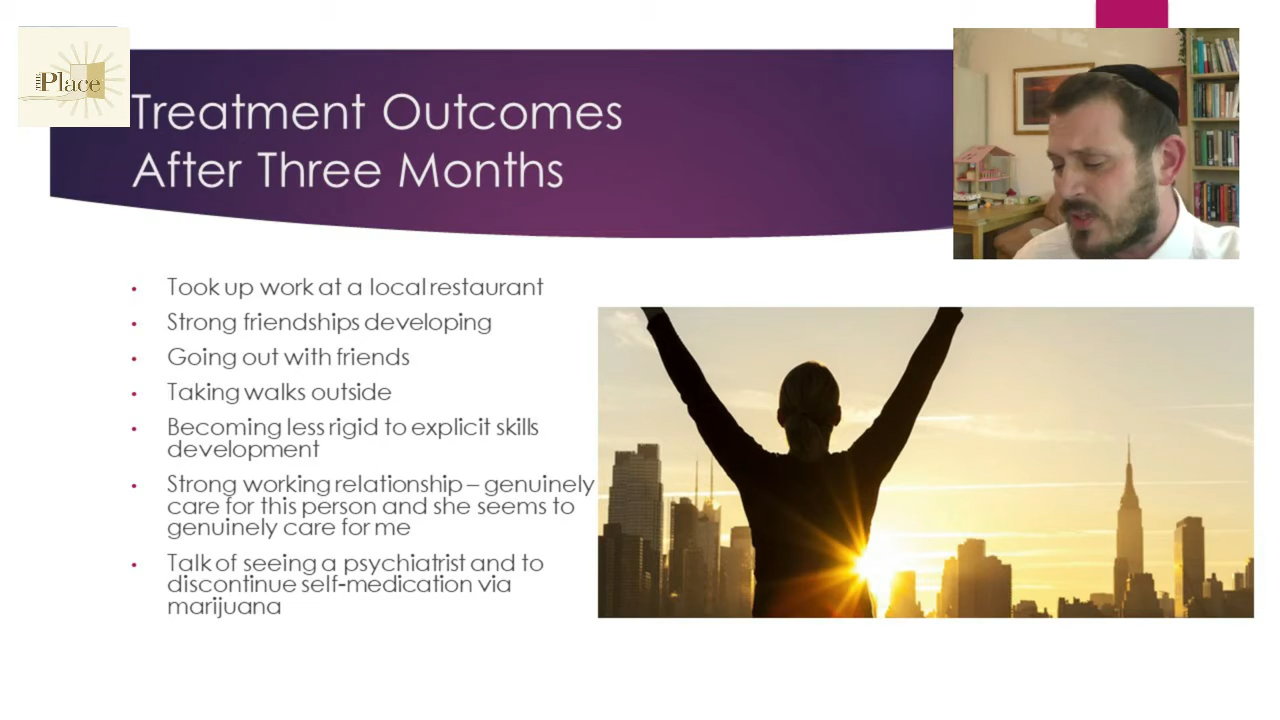 THE Place
Treatment Outcomes
After Three Months
• Took up work at a local restaurant
• Strong friendships developing
• Going out with friends
• Taking walks outside
• Becoming less rigid to explicit skills
development
• Strong working relationship – genuinely
care for this person and she seems to
genuinely care for me
• Talk of seeing a psychiatrist and to
discontinue self-medication via
marijuana